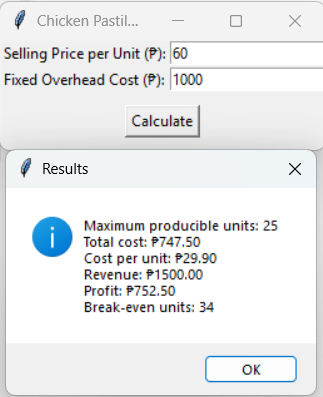 Chicken Pastil...
Selling Price per Unit (₱): 60
Fixed Overhead Cost (₱): 1000
Calculate
Results
Maximum producible units: 25
Total cost: ₱747.50
Cost per unit: ₱29.90
Revenue: ₱1500.00
Profit: ₱752.50
Break-even units: 34
OK